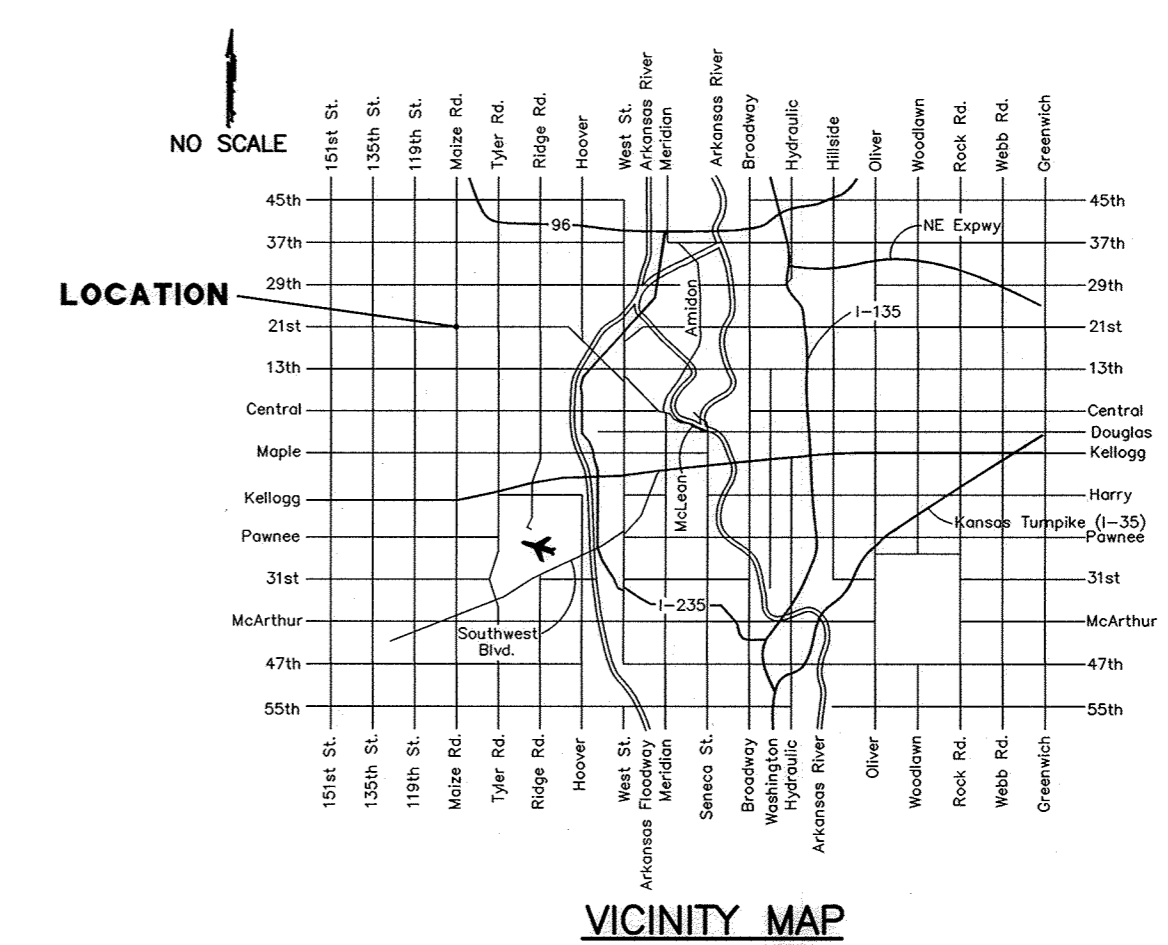 NO SCALE
151st St.
135th St.
119th St.
Maize Rd.
Tyler Rd.
Ridge Rd.
Hoover
West St.
Arkansas River
Meridian
Arkansas River
Broadway
Hydraulic
Hillside
Oliver
Woodlawn
Rock Rd.
Webb Rd.
Greenwich
45th
45th
96
NE Expwy
37th
37th
29th
29th
LOCATION
Amidon
I-135
21st
21st
13th
13th
Central
Central
Douglas
Maple
Kellogg
McLean
Kellogg
Harry
Kansas Turnpike (I-35)
Pawnee
Pawnee
31st
31st
I-235
McArthur
McArthur
Southwest
Blvd.
47th
47th
55th
55th
151st St.
135th St.
119th St.
Maize Rd.
Tyler Rd.
Ridge Rd.
Hoover
West St.
Arkansas Floodway
Meridian
Seneca St.
Broadway
Washington
Hydraulic
Arkansas River
Oliver
Woodlawn
Rock Rd.
Webb Rd.
Greenwich
VICINITY MAP